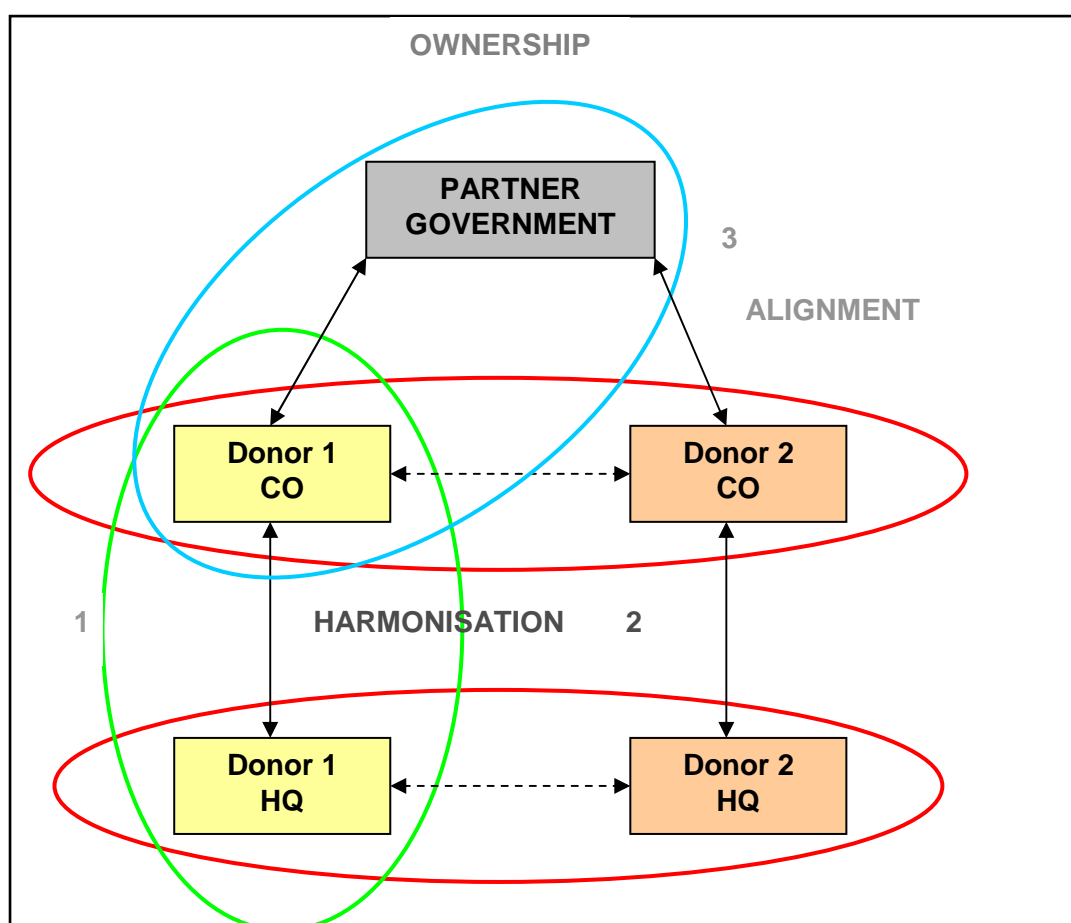 OWNERSHIP
PARTNER
GOVERNMENT
3
ALIGNMENT
Donor 1
CO
Donor 2
CO
1
HARMONISATION
2
Donor 1
HQ
Donor 2
HQ